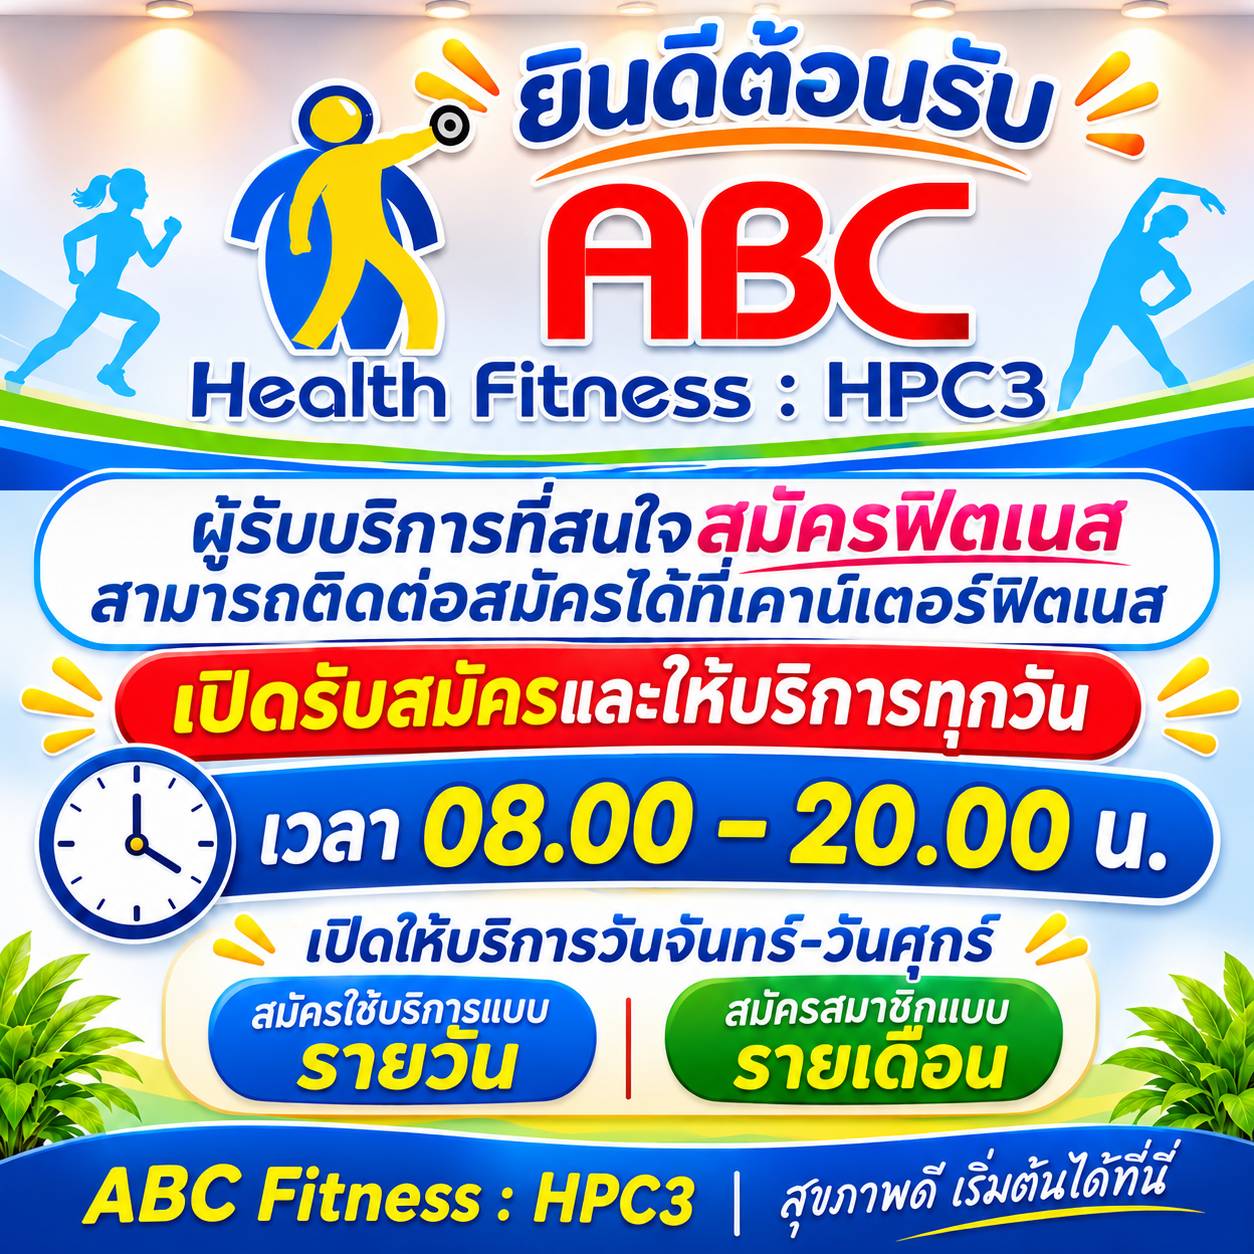 ยินดีต้อนรับ
ABC
Health Fitness : HPC3
ผู้รับบริการที่สนใจสมัครฟิตเนส
สามารถติดต่อสมัครได้ที่เคาน์เตอร์ฟิตเนส
เปิดรับสมัครและให้บริการทุกวัน
เวลา 08.00 – 20.00 น.
เปิดให้บริการวันจันทร์-วันศุกร์
สมัครใช้บริการแบบ
รายวัน
สมัครสมาชิกแบบ
รายเดือน
ABC Fitness : HPC3 | สุขภาพดี เริ่มต้นได้ที่นี่